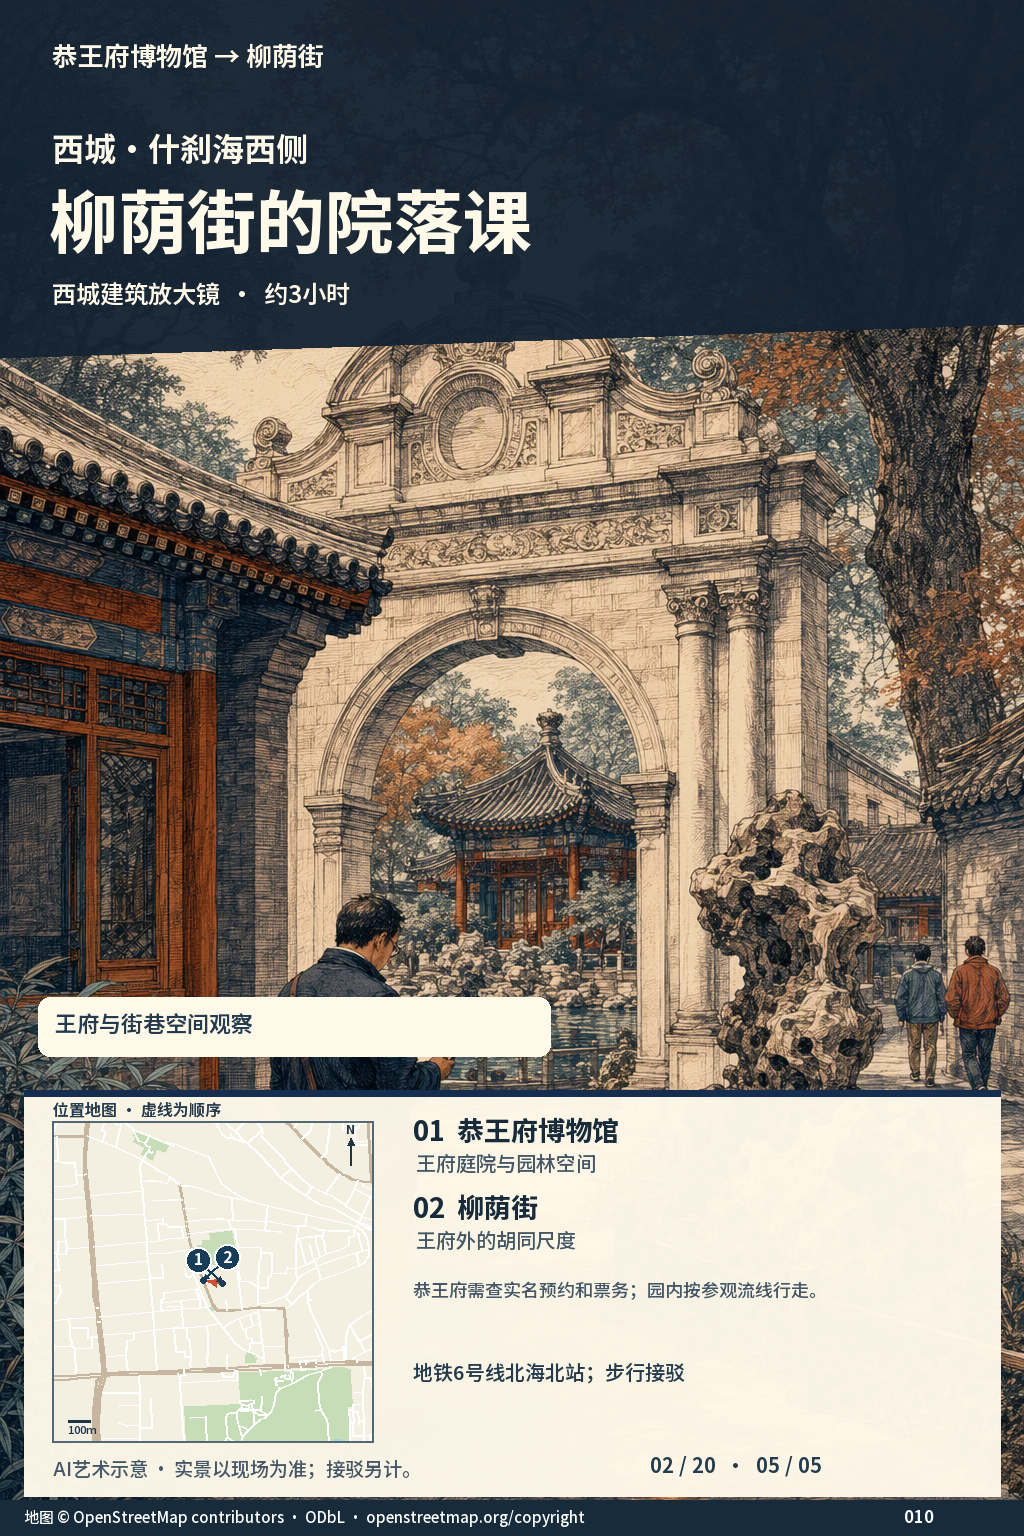 恭王府博物馆 → 柳荫街
西城·什刹海西侧
柳荫街的院落课
西城建筑放大镜 · 约3小时
王府与街巷空间观察
位置地图 · 虚线为顺序
N
1 2
100m
01 恭王府博物馆
王府庭院与园林空间
02 柳荫街
王府外的胡同尺度
恭王府需查实名预约和票务；园内按参观流线行走。
地铁6号线北海北站；步行接驳
AI艺术示意 · 实景以现场为准；接驳另计。
02 / 20 · 05 / 05
地图 © OpenStreetMap contributors · ODbL · openstreetmap.org/copyright
010